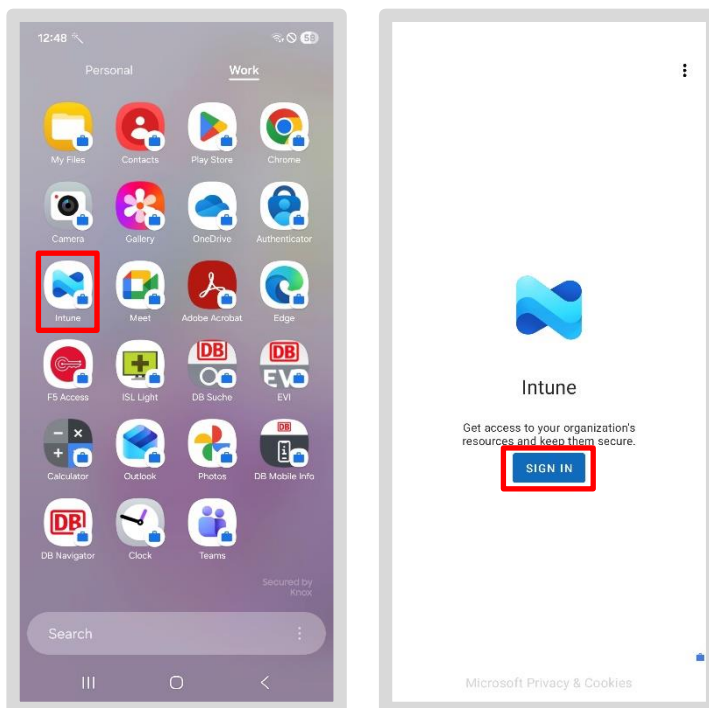 12:48
58
Personal Work
My Files Contacts Play Store Chrome
Camera Gallery OneDrive Authenticator
Intune Meet Adobe Acrobat Edge
DB DB
EVI
F5 Access ISL Light DB Suche EVI
DB
Calculator Outlook Photos DB Mobile Info
DB
DB Navigator Clock Teams
Secured by
Knox
Search
Intune
Get access to your organization's
resources and keep them secure.
SIGN IN
Microsoft Privacy & Cookies